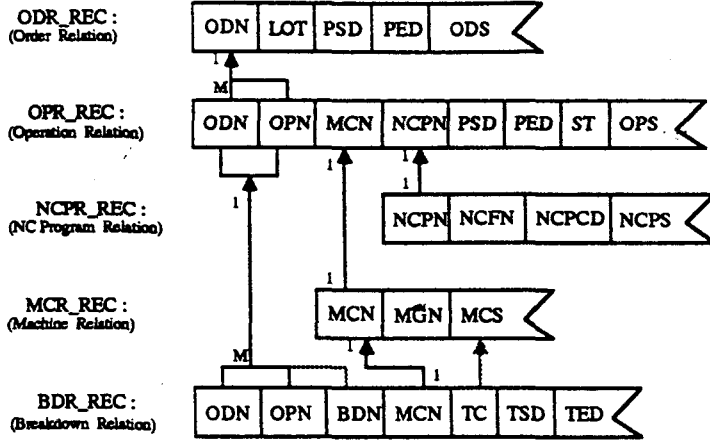 ODR_REC :
(Order Relation)
ODN LOT PSD PED ODS
1
M
OPR_REC :
(Operation Relation)
ODN OPN MCN NCPN PSD PED ST OPS
1 1
1 1
NCPR_REC :
(NC Program Relation)
NCPN NCFN NCPCD NCPS
1
MCR_REC :
(Machine Relation)
MCN MGN MCS
1
M
1
BDR_REC :
(Breakdown Relation)
ODN OPN BDN MCN TC TSD TED